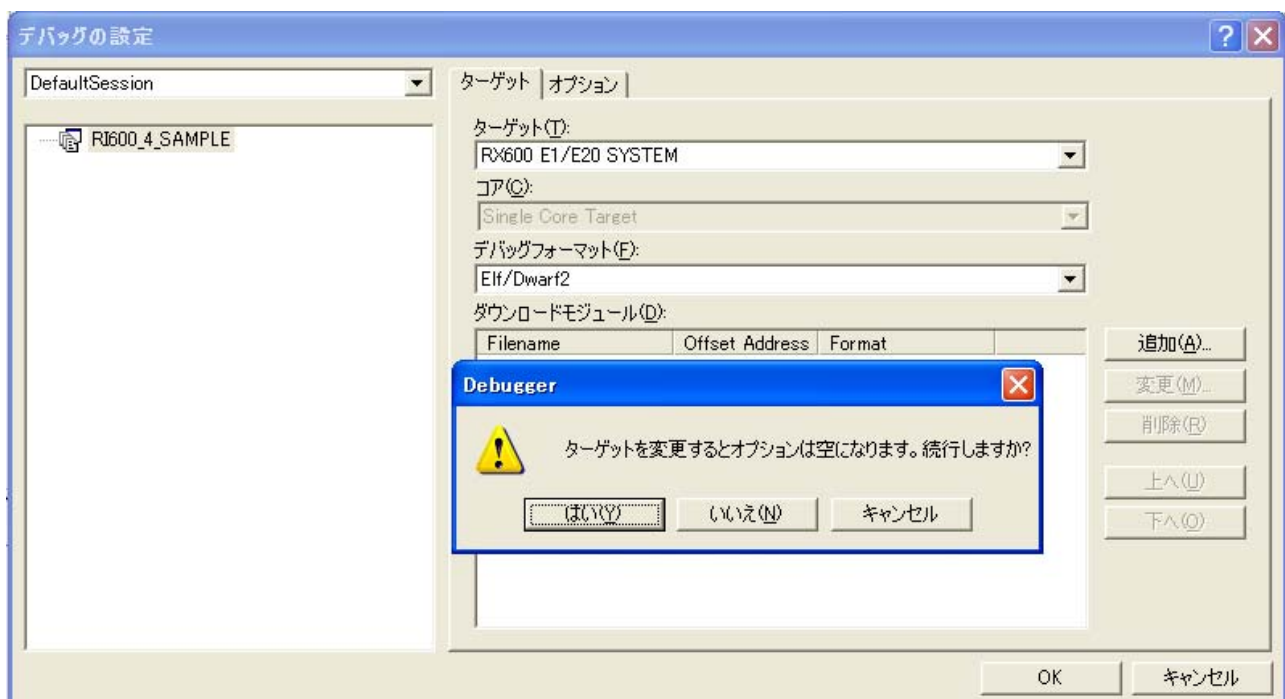 デバッグの設定
DefaultSession
RI600_4_SAMPLE
ターゲット オプション
ターゲット(T):
RX600 E1/E20 SYSTEM
コア(C):
Single Core Target
デバッグフォーマット(F):
Elf/Dwarf2
ダウンロードモジュール(D):
Filename Offset Address Format
追加(A)...
変更(M)...
削除(R)
上へ(U)
下へ(O)
Debugger
ターゲットを変更するとオプションは空になります。続行しますか?
はい(Y) いいえ(N) キャンセル
OK キャンセル